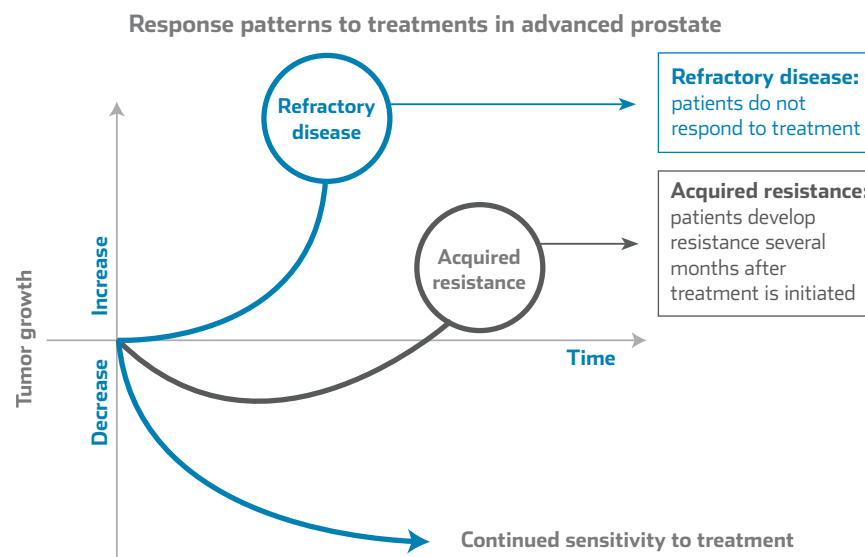 Response patterns to treatments in advanced prostate
Refractory
disease
Refractory disease:
patients do not
respond to treatment
Acquired
resistance
Acquired resistance:
patients develop
resistance several
months after
treatment is initiated
Tumor growth
Increase
Decrease
Time
Continued sensitivity to treatment